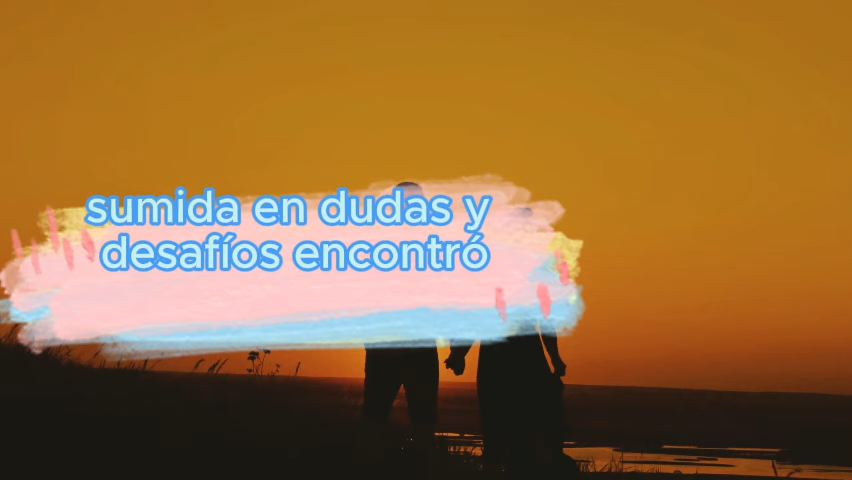 sumida en dudas y
desafíos encontró